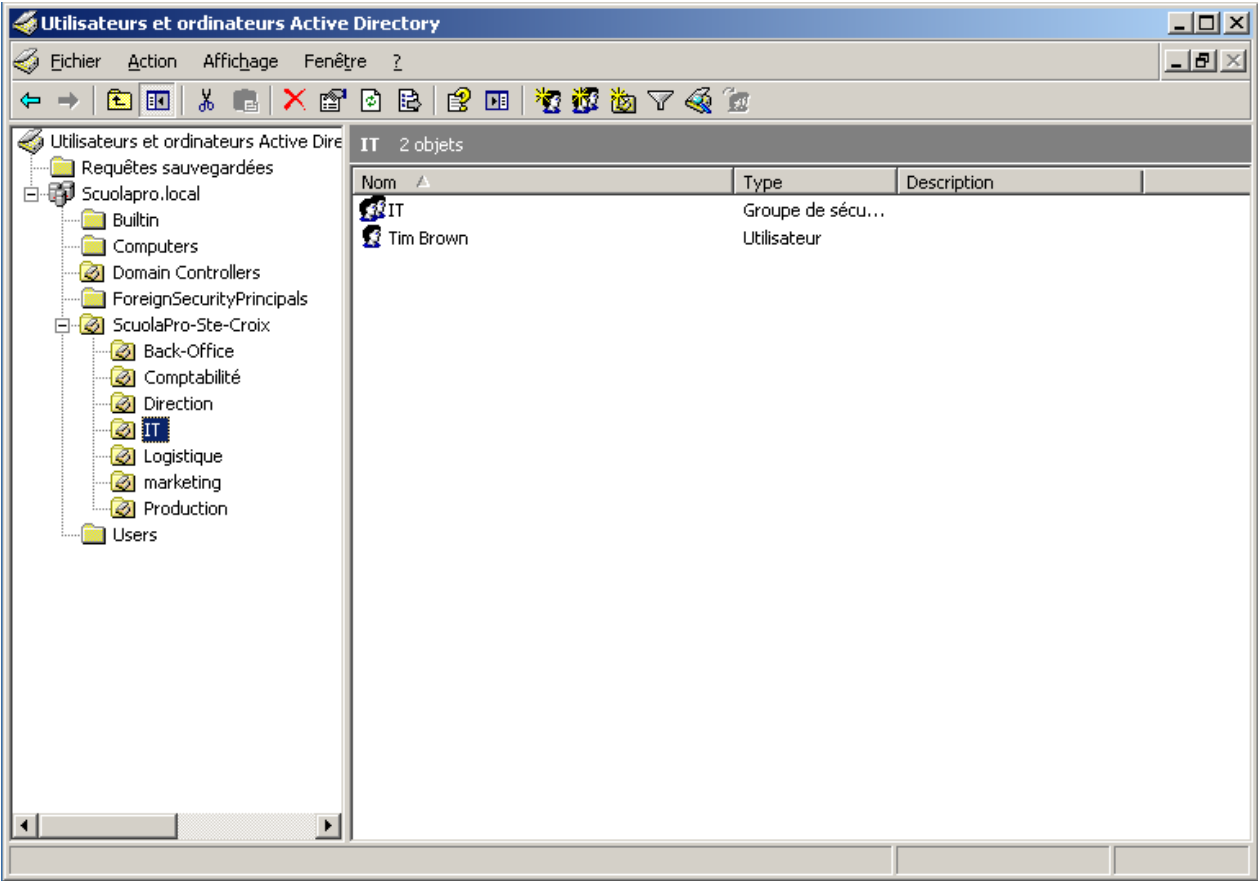 Utilisateurs et ordinateurs Active Directory
Fichier Action Affichage Fenêtre ?
Utilisateurs et ordinateurs Active Dire
Requêtes sauvegardées
Scuolapro.local
Builtin
Computers
Domain Controllers
ForeignSecurityPrincipals
ScuolaPro-Ste-Croix
Back-Office
Comptabilité
Direction
IT
Logistique
marketing
Production
Users
IT 2 objets
Nom Type Description
IT Groupe de sécu...
Tim Brown Utilisateur